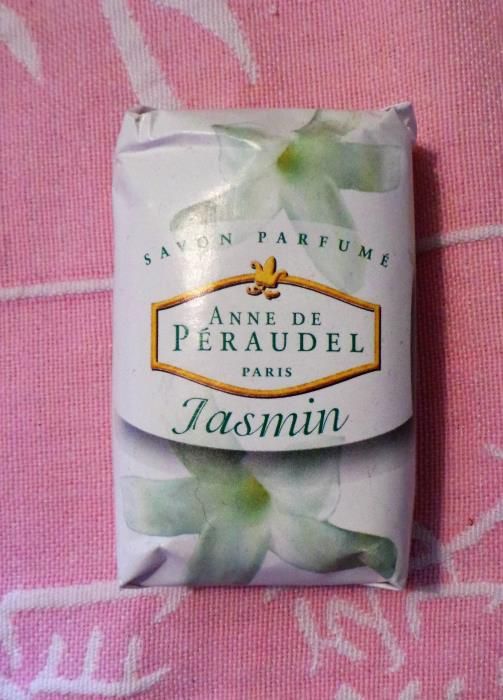 SAVON PARFUMÉ
ANNE DE
PÉRAUDEL
PARIS
Jasmin